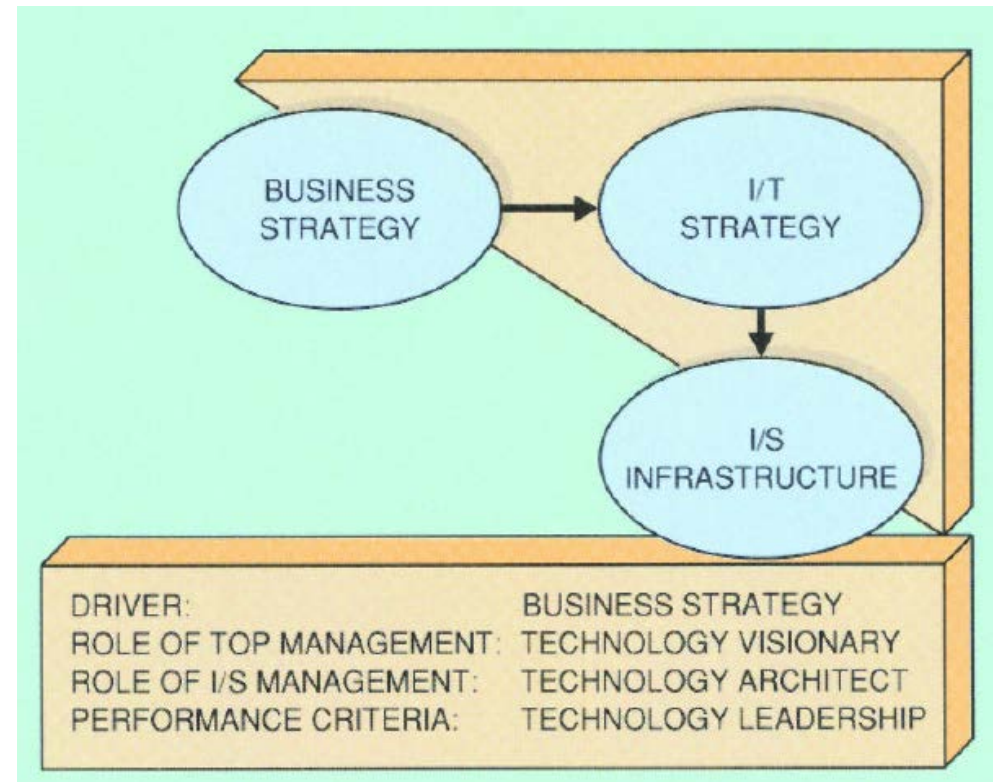 BUSINESS
STRATEGY
I/T
STRATEGY
I/S
INFRASTRUCTURE
DRIVER: BUSINESS STRATEGY
ROLE OF TOP MANAGEMENT: TECHNOLOGY VISIONARY
ROLE OF I/S MANAGEMENT: TECHNOLOGY ARCHITECT
PERFORMANCE CRITERIA: TECHNOLOGY LEADERSHIP